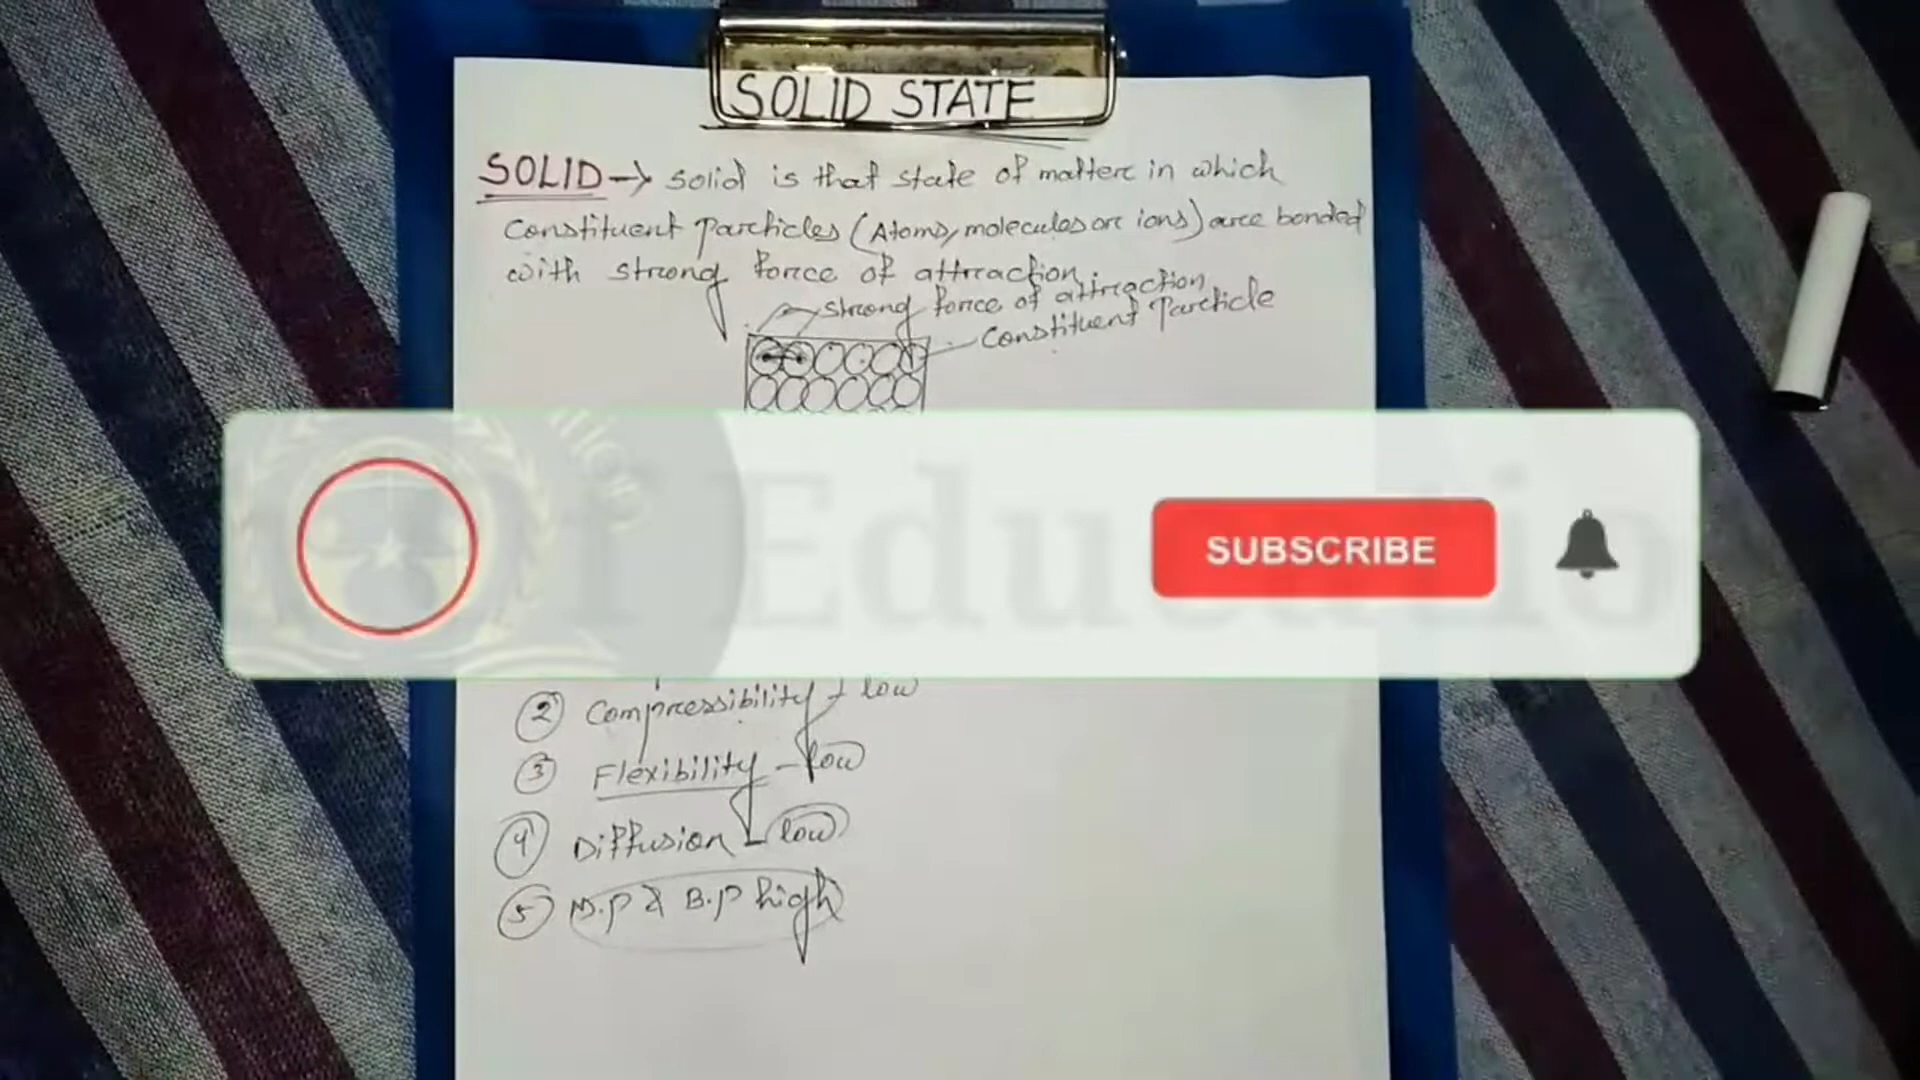 SOLID STATE
SOLID → solid is that state of matter in which
Constituent Particles (Atoms, molecules or ions) are bonded
with strong force of attraction.
strong force of attraction
Constituent Particle
f Educatio
SUBSCRIBE
② Compressibility - low
③ Flexibility - low
④ Diffusion - low
⑤ M.P & B.P high